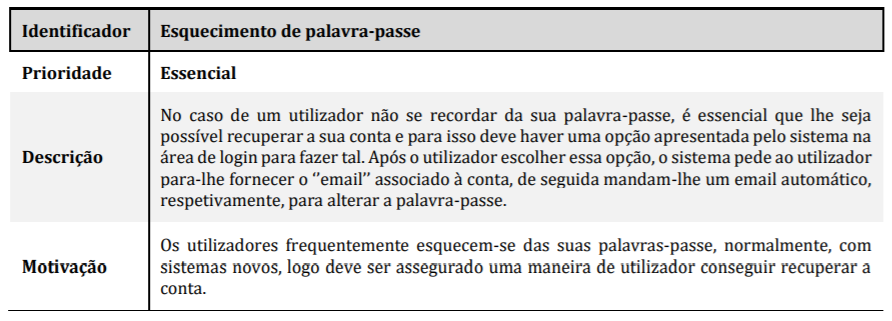 Identificador Esquecimento de palavra-passe
Prioridade Essencial
Descrição
No caso de um utilizador não se recordar da sua palavra-passe, é essencial que lhe seja
possível recuperar a sua conta e para isso deve haver uma opção apresentada pelo sistema na
área de login para fazer tal. Após o utilizador escolher essa opção, o sistema pede ao utilizador
para-lhe fornecer o ‘’email’’ associado à conta, de seguida mandam-lhe um email automático,
respetivamente, para alterar a palavra-passe.
Motivação
Os utilizadores frequentemente esquecem-se das suas palavras-passe, normalmente, com
sistemas novos, logo deve ser assegurado uma maneira de utilizador conseguir recuperar a
conta.